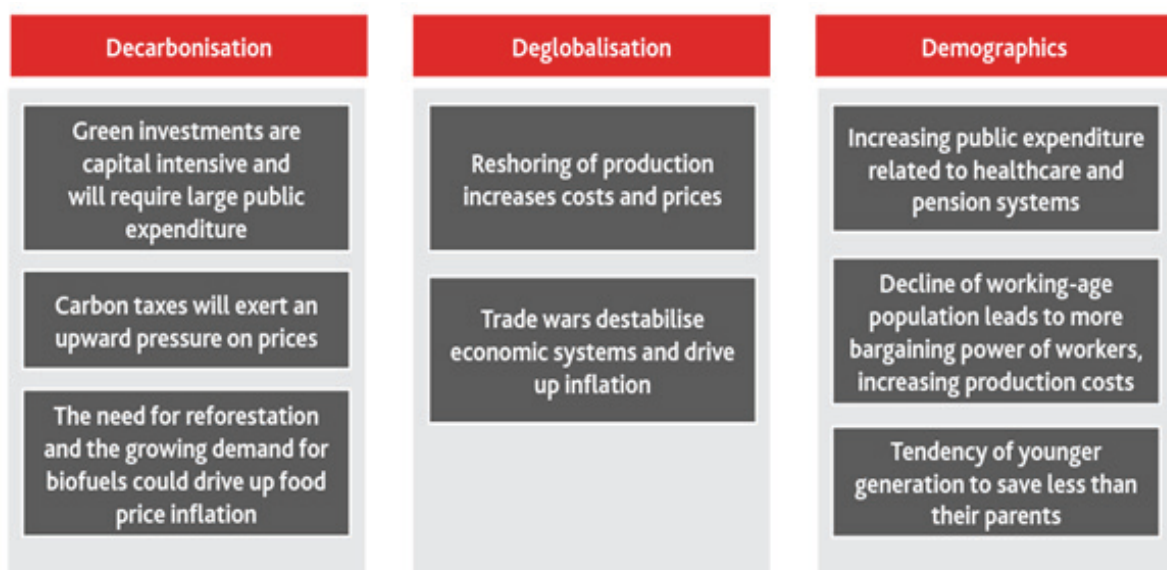 Decarbonisation
Green investments are
capital intensive and
will require large public
expenditure
Carbon taxes will exert an
upward pressure on prices
The need for reforestation
and the growing demand for
biofuels could drive up food
price inflation
Deglobalisation
Reshoring of production
increases costs and prices
Trade wars destabilise
economic systems and drive
up inflation
Demographics
Increasing public expenditure
related to healthcare and
pension systems
Decline of working-age
population leads to more
bargaining power of workers,
increasing production costs
Tendency of younger
generation to save less than
their parents